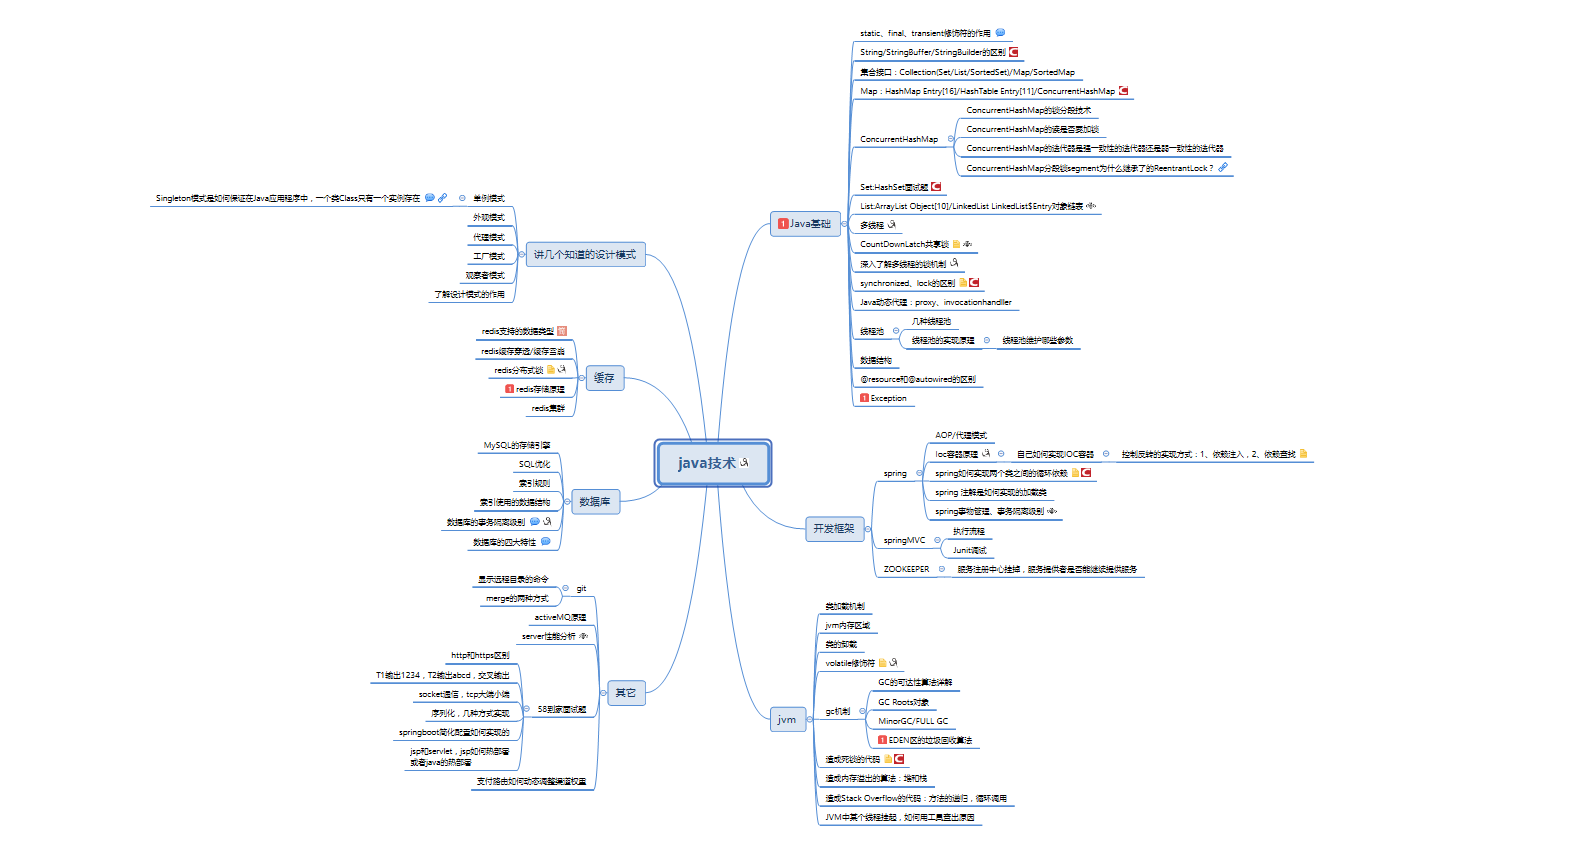 java技术
Java基础
static、final、transient修饰符的作用
String/StringBuffer/StringBuilder的区别
集合接口：Collection(Set/List/SortedSet)/Map/SortedMap
Map：HashMap Entry[16]/HashTable Entry[11]/ConcurrentHashMap
ConcurrentHashMap
ConcurrentHashMap的锁分段技术
ConcurrentHashMap的读是否要加锁
ConcurrentHashMap的迭代器是强一致性的迭代器还是弱一致性的迭代器
ConcurrentHashMap分段锁segment为什么继承了的ReentrantLock？
Set:HashSet面试题
List:ArrayList Object[10]/LinkedList LinkedList$Entry对象链表
多线程
CountDownLatch共享锁
深入了解多线程的锁机制
synchronized、lock的区别
Java动态代理：proxy、invocationhandller
线程池
几种线程池
线程池的实现原理
线程池维护哪些参数
数据结构
@resource和@autowired的区别
Exception
开发框架
spring
AOP/代理模式
Ioc容器原理
自己如何实现IOC容器
控制反转的实现方式：1、依赖注入，2、依赖查找
spring如何实现两个类之间的循环依赖
spring 注解是如何实现的加载类
spring事物管理、事务隔离级别
springMVC
执行流程
Junit调试
ZOOKEEPER
服务注册中心挂掉，服务提供者是否能继续提供服务
jvm
类加载机制
jvm内存区域
类的卸载
volatile修饰符
gc机制
GC的可达性算法详解
GC Roots对象
MinorGC/FULL GC
EDEN区的垃圾回收算法
造成死锁的代码
造成内存溢出的算法：堆和栈
造成Stack Overflow的代码：方法的递归，循环调用
JVM中某个线程挂起，如何用工具查出原因
讲几个知道的设计模式
单例模式
Singleton模式是如何保证在Java应用程序中，一个类Class只有一个实例存在
外观模式
代理模式
工厂模式
观察者模式
了解设计模式的作用
缓存
redis支持的数据类型
redis缓存穿透/缓存雪崩
redis分布式锁
redis存储原理
redis集群
数据库
MySQL的存储引擎
SQL优化
索引规则
索引使用的数据结构
数据库的事务隔离级别
数据库的四大特性
其它
git
显示远程目录的命令
merge的两种方式
activeMQ原理
server性能分析
58到家面试题
http和https区别
T1输出1234，T2输出abcd，交叉输出
socket通信，tcp大端小端
序列化，几种方式实现
springboot简化配置如何实现的
jsp和servlet，jsp如何热部署
或者java的热部署
支付路由如何动态调整渠道权重